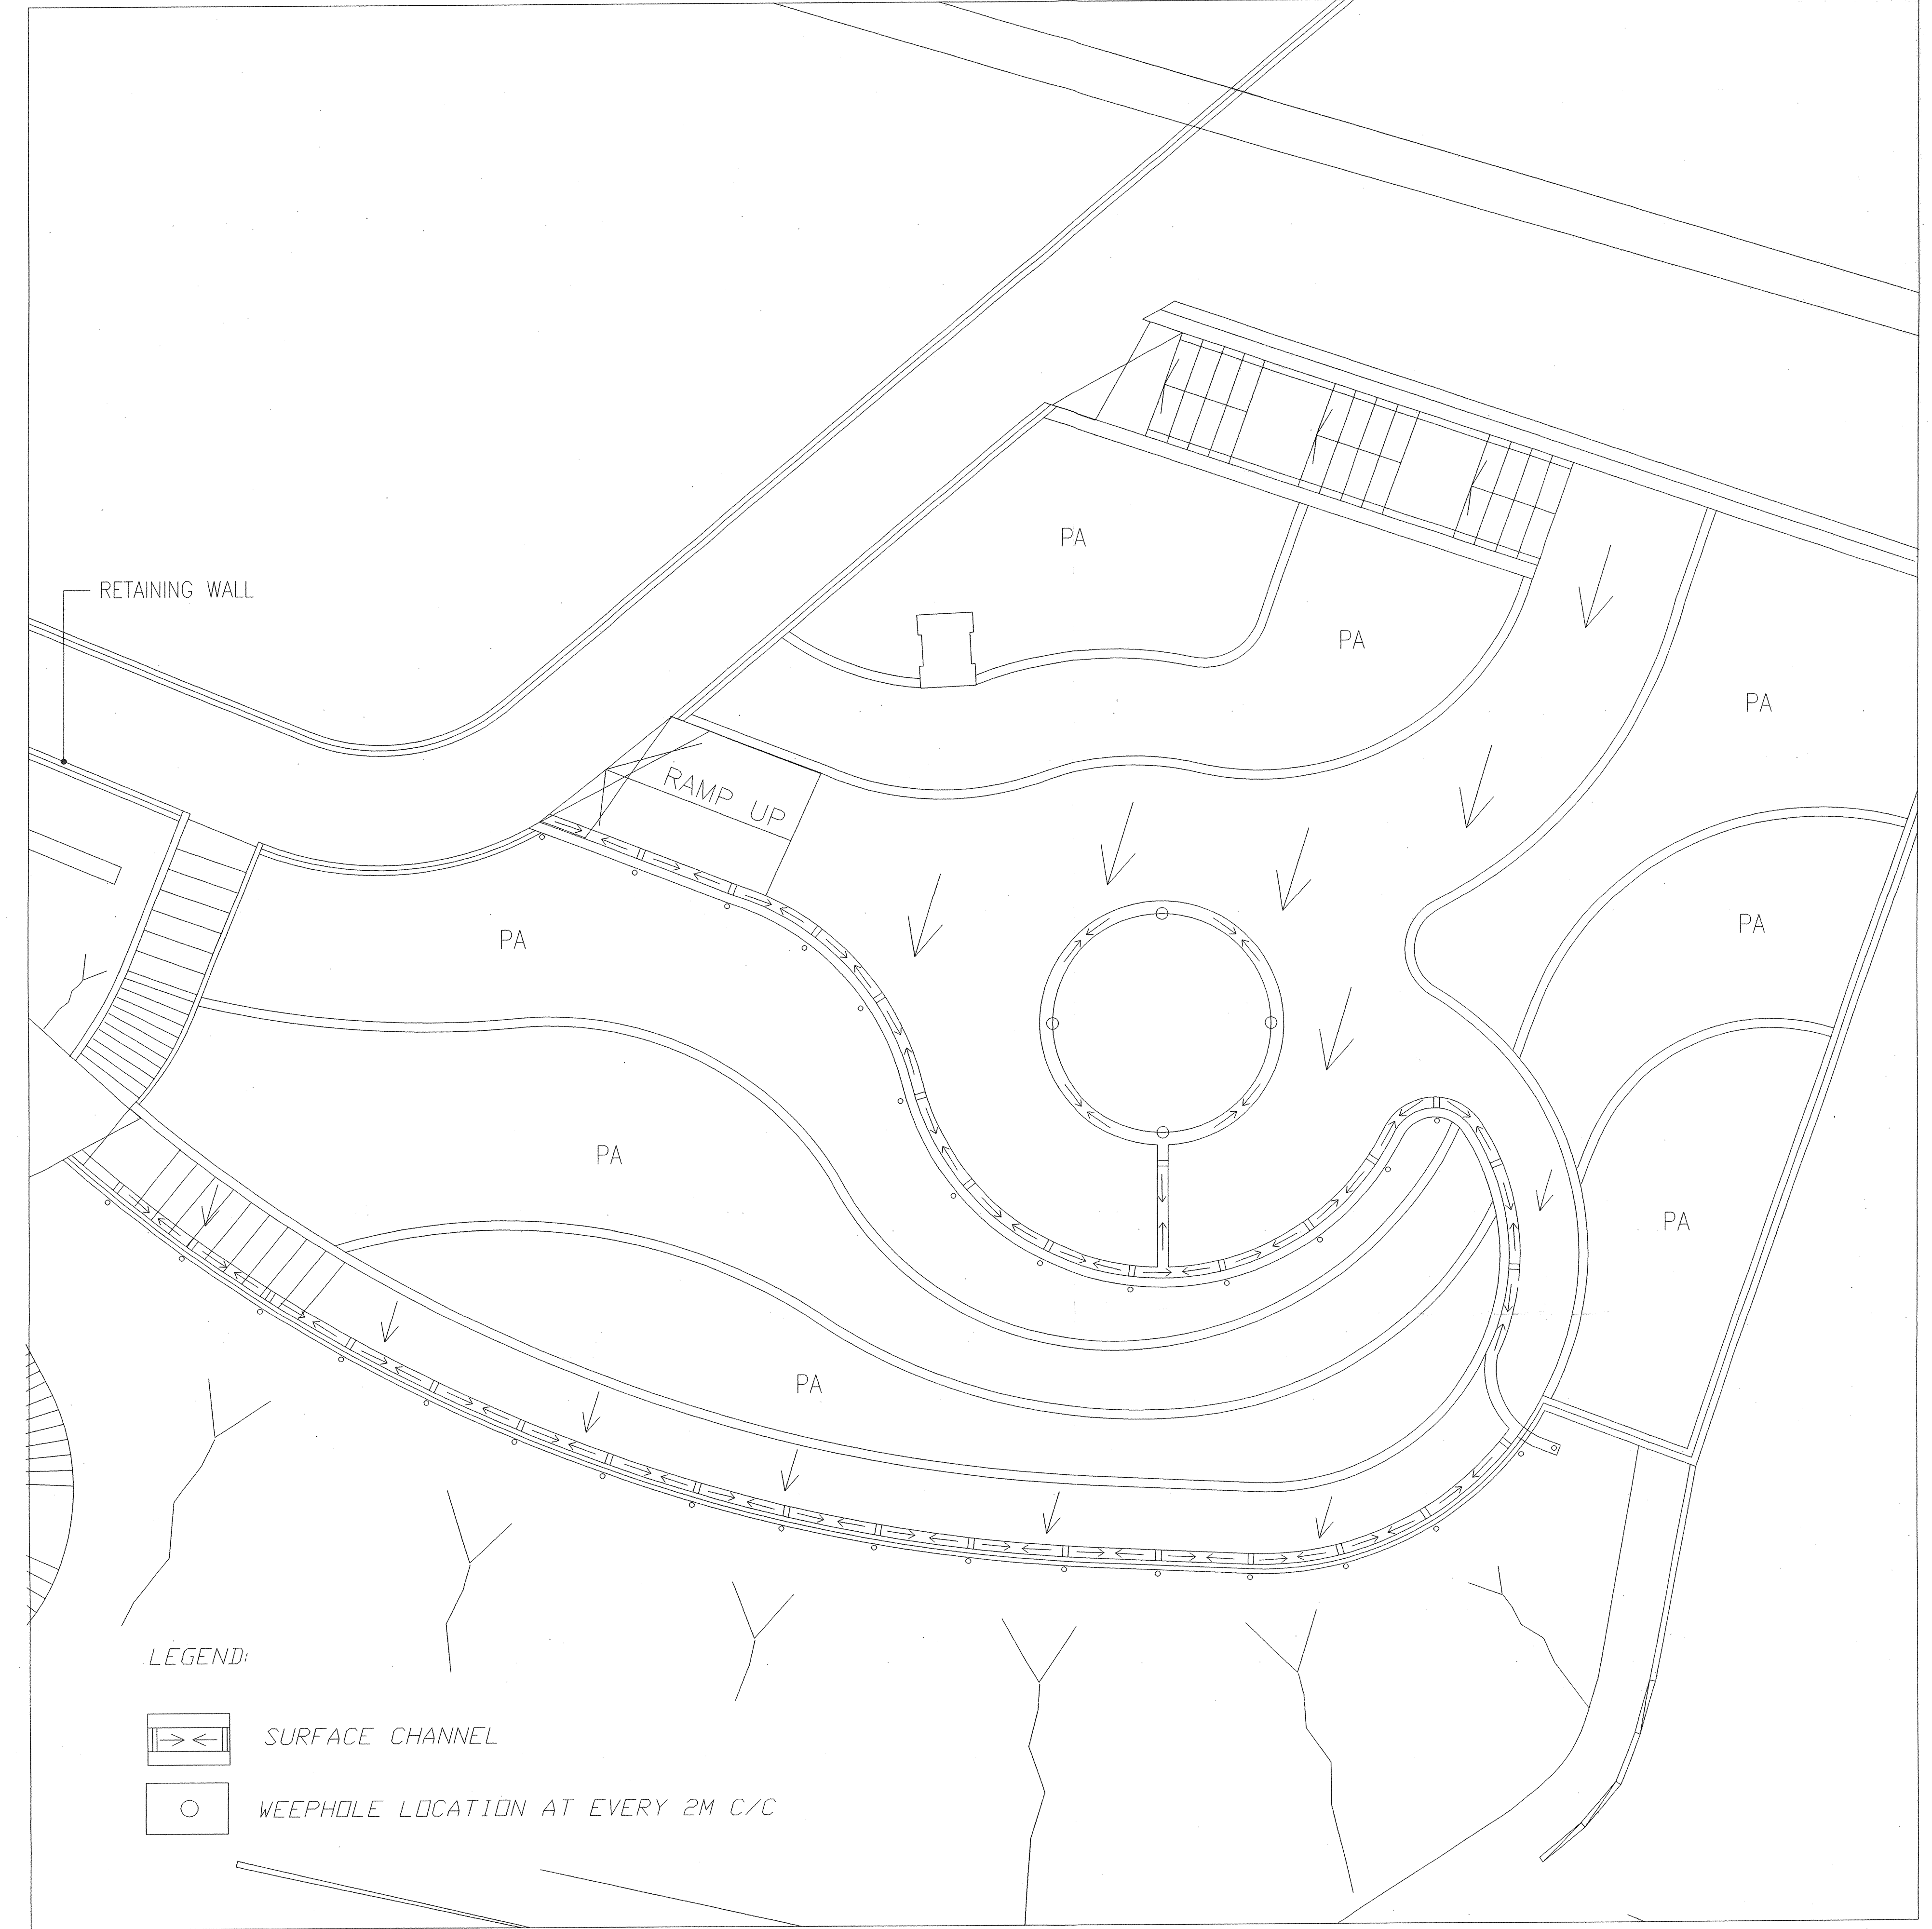 PA
PA
RETAINING WALL
PA
RAMP UP
PA
PA
PA
PA
PA
LEGEND:
SURFACE CHANNEL
WEEPHOLE LOCATION AT EVERY 2M C/C